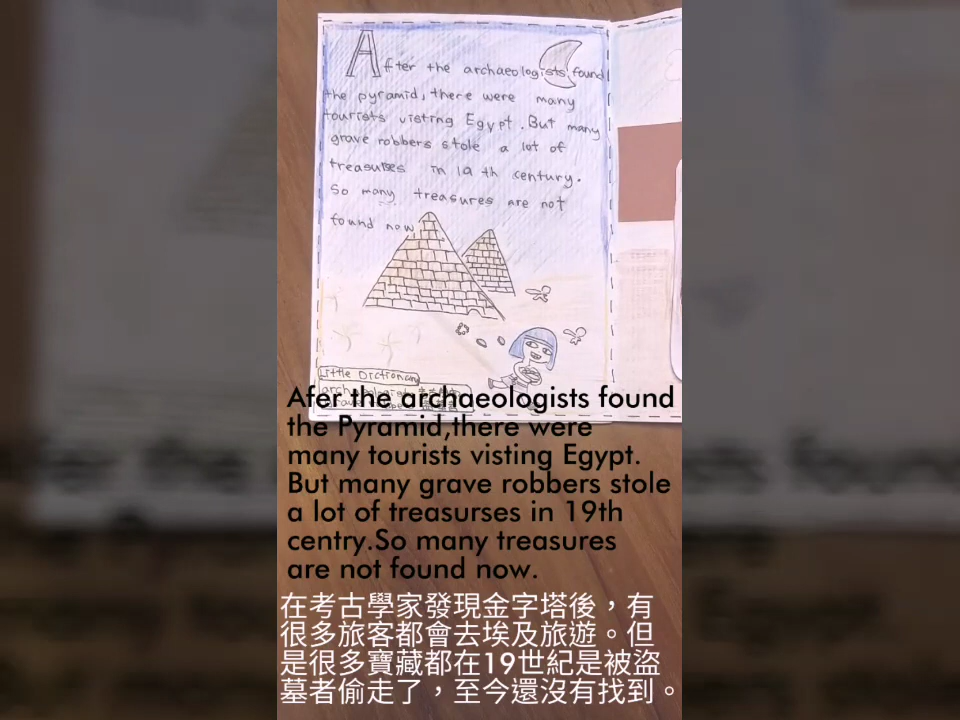 After the archaeologists found
the pyramid, there were many
tourists visting Egypt. But many
grave robbers stole a lot of
treasures in 19 th century.
So many treasures are not
found now
Little Dictionary
Afer the archaeologists found
the Pyramid,there were
many tourists visting Egypt.
But many grave robbers stole
a lot of treasurses in 19th
centry.So many treasures
are not found now.
在考古學家發現金字塔後，有
很多旅客都會去埃及旅遊。但
是很多寶藏都在19世紀是被盜
墓者偷走了，至今還沒有找到。